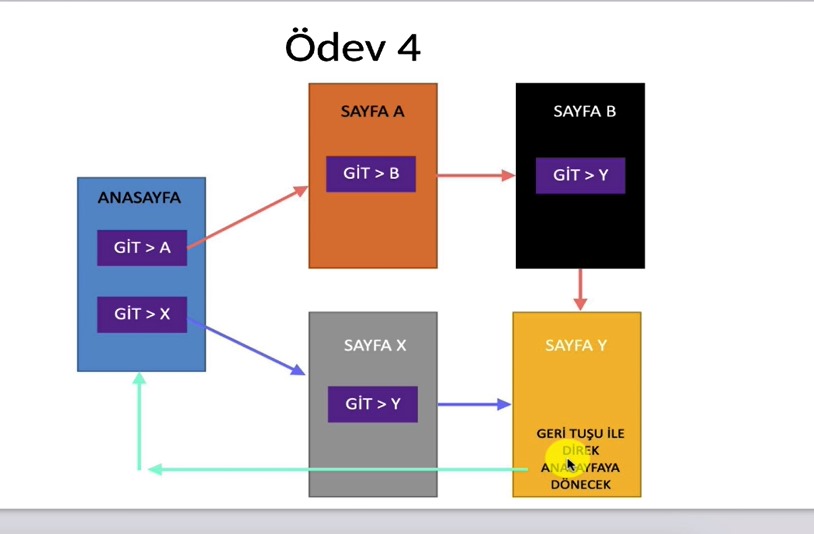 Ödev 4
SAYFA A
GİT > B
SAYFA B
GİT > Y
ANASAYFA
GİT > A
GİT > X
SAYFA X
GİT > Y
SAYFA Y
GERİ TUŞU İLE
DİREK
ANASAYFAYA
DÖNECEK